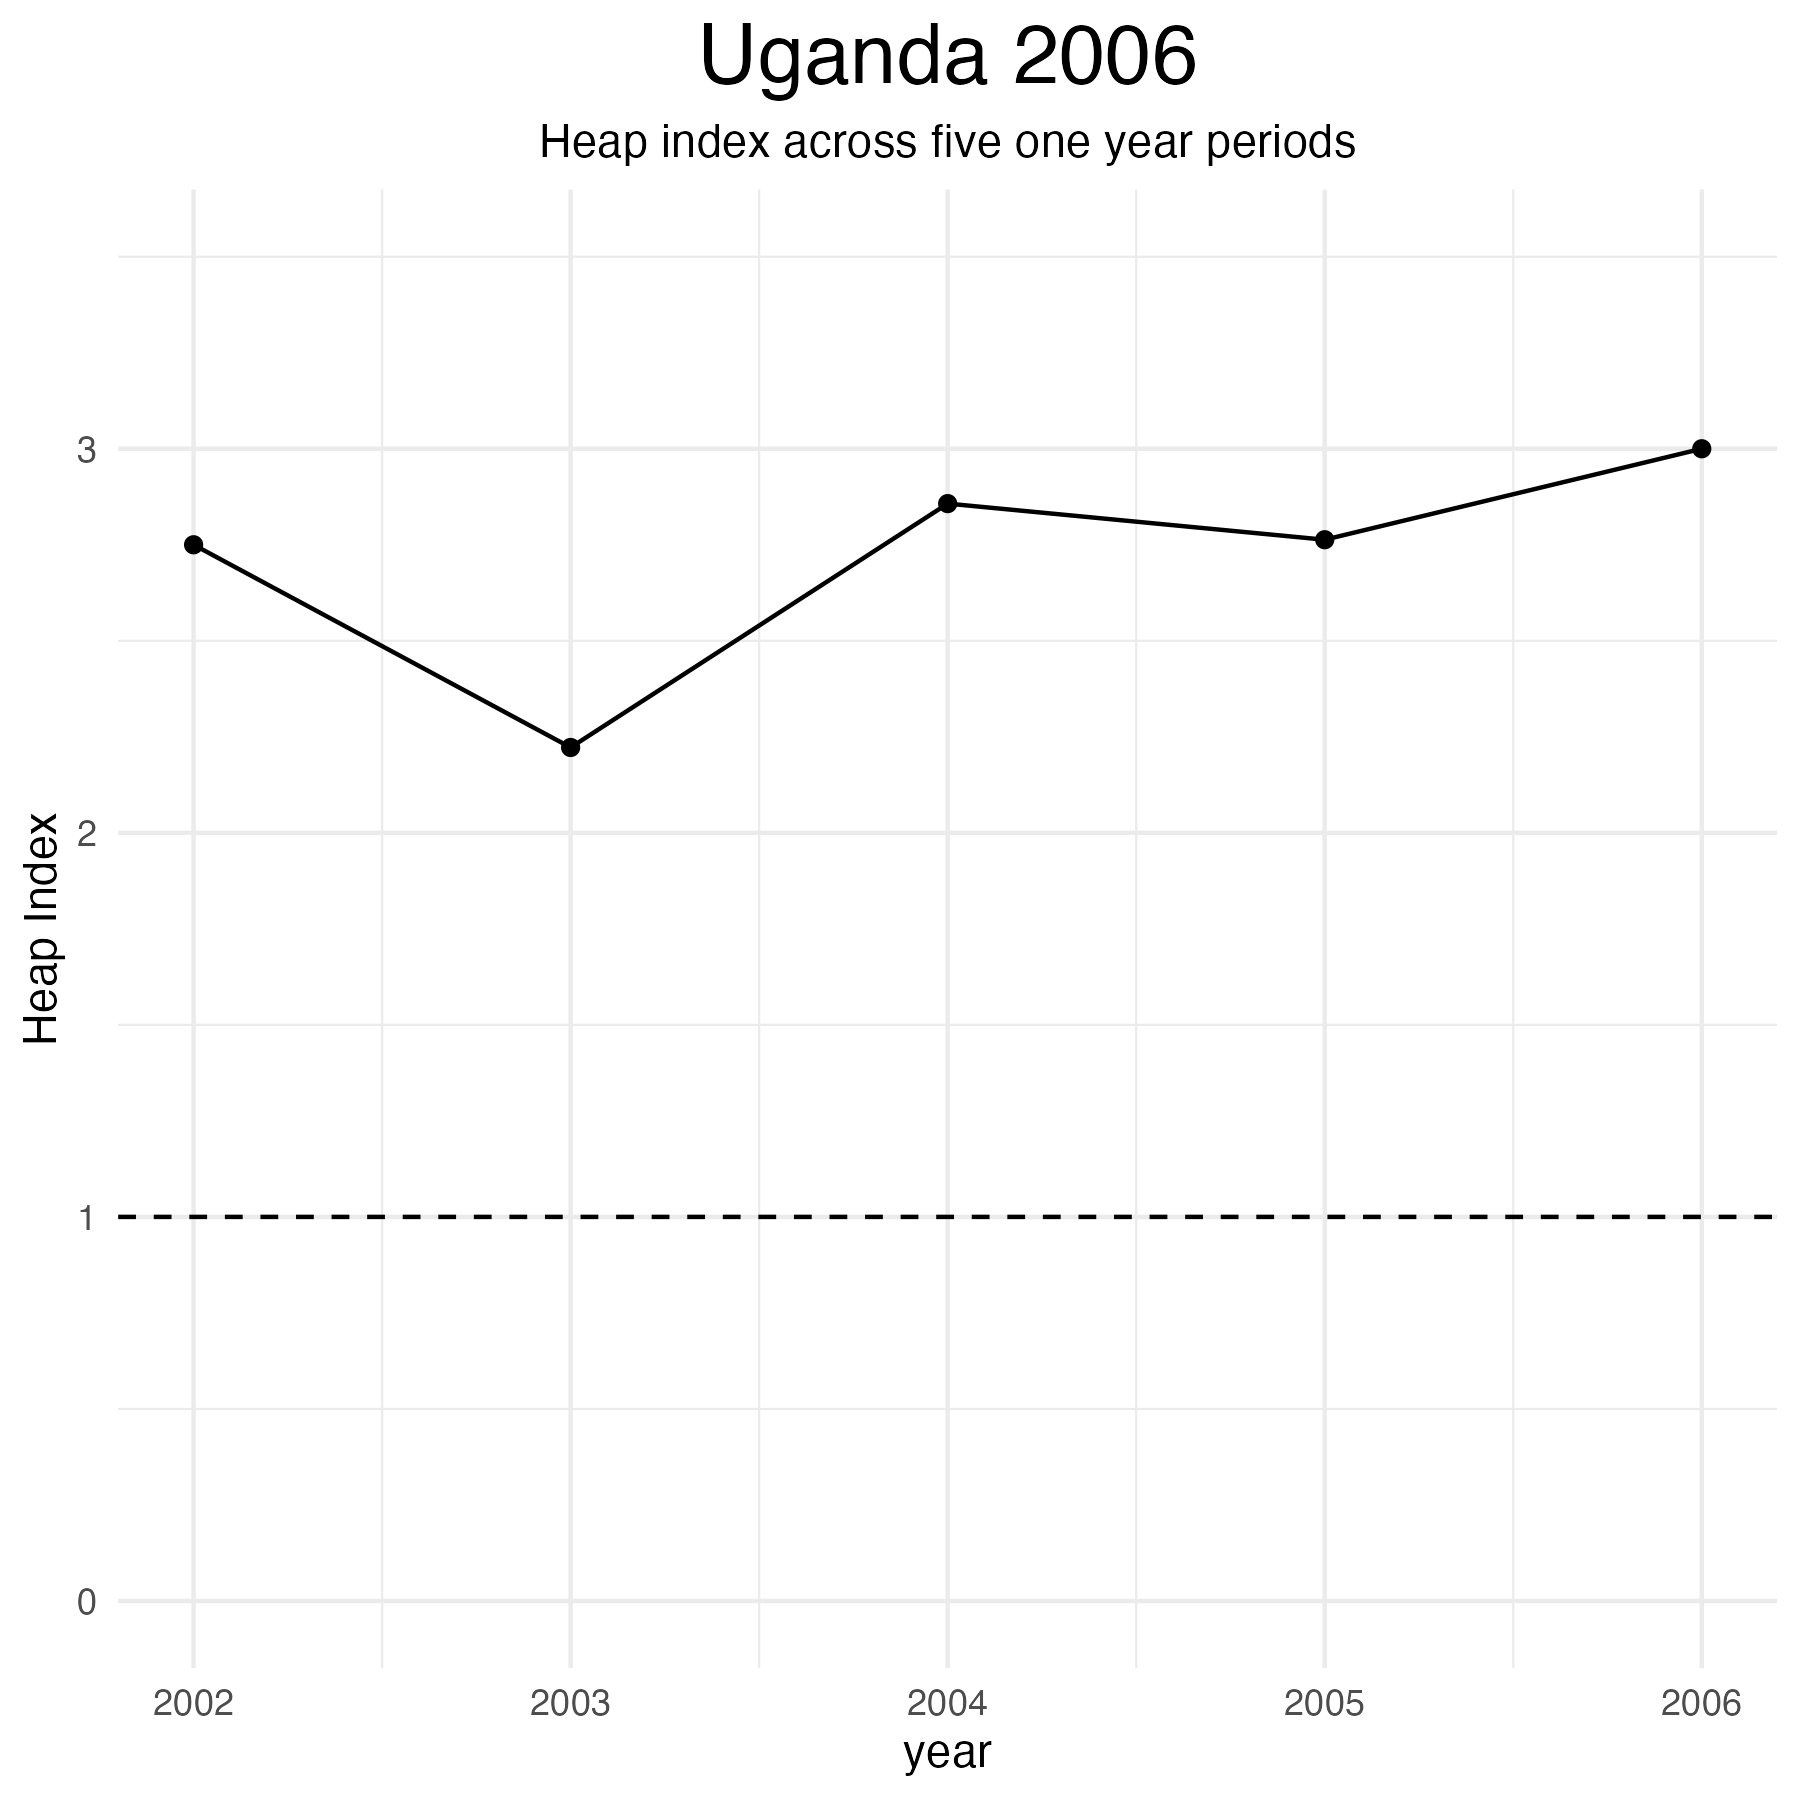 Uganda 2006
Heap index across five one year periods
Heap Index
3
2
1
0
2002 2003 2004 2005 2006
year